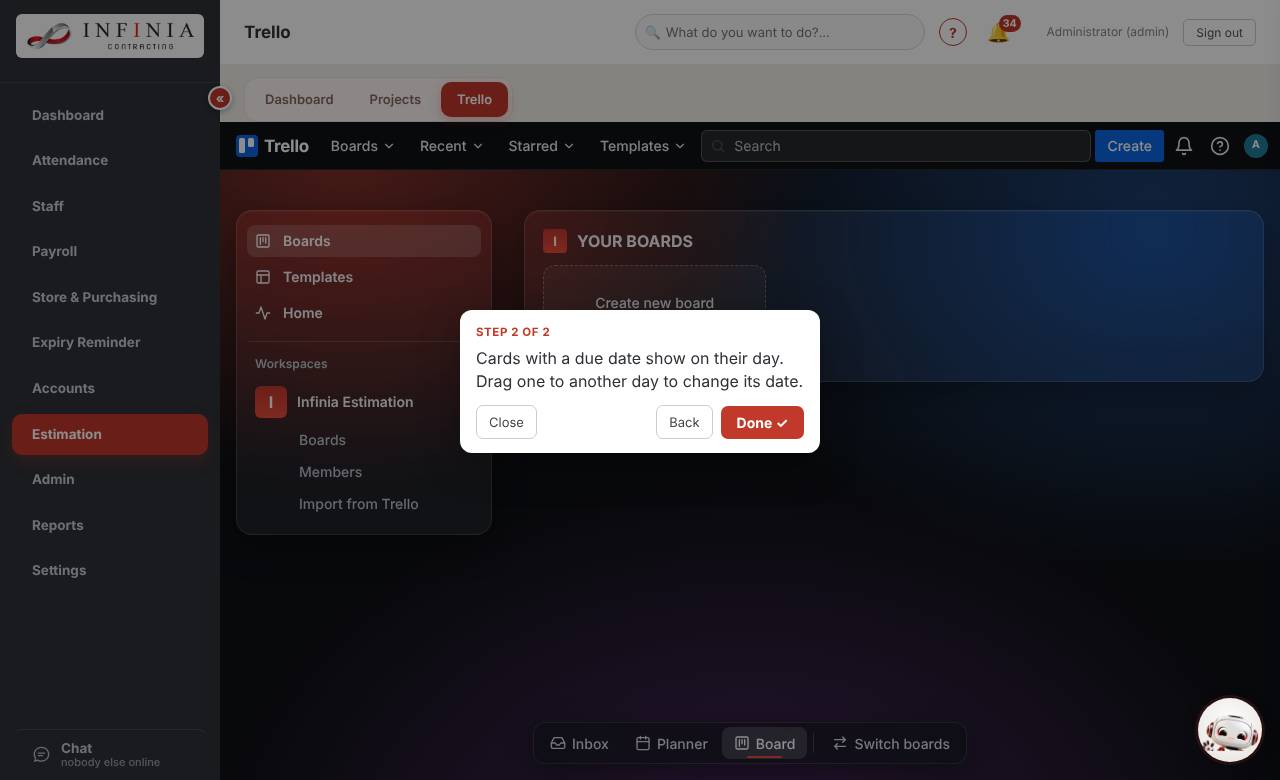 INFINIA
CONTRACTING
Trello
What do you want to do?...
?
34
Administrator (admin)
Sign out
Dashboard
Attendance
Staff
Payroll
Store & Purchasing
Expiry Reminder
Accounts
Estimation
Admin
Reports
Settings
Chat
nobody else online
«
Dashboard
Projects
Trello
Trello
Boards
Recent
Starred
Templates
Search
Create
A
Boards
Templates
Home
Workspaces
I
Infinia Estimation
Boards
Members
Import from Trello
I
YOUR BOARDS
Create new board
STEP 2 OF 2
Cards with a due date show on their day.
Drag one to another day to change its date.
Close
Back
Done ✓
Inbox
Planner
Board
Switch boards